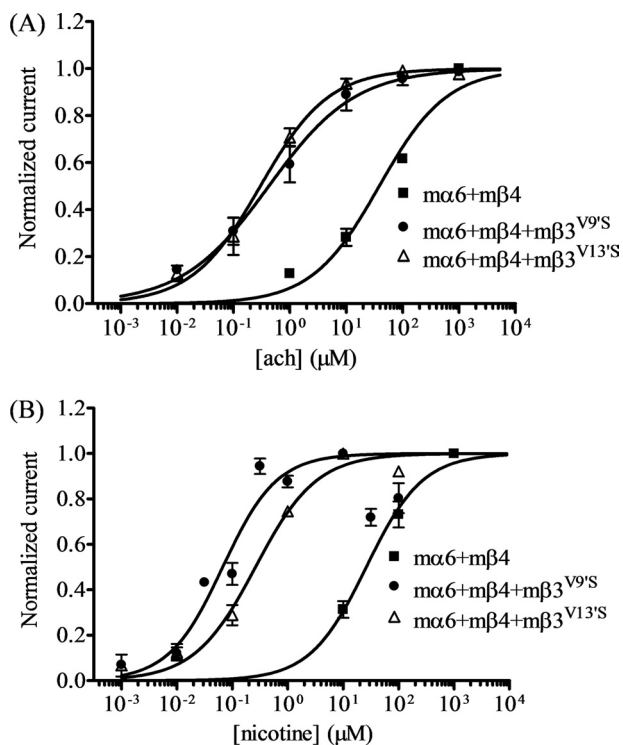 (A)
Normalized current
1.2
1.0
0.8
0.6
0.4
0.2
0.0
10⁻³ 10⁻² 10⁻¹ 10⁰ 10¹ 10² 10³ 10⁴
[ach] (μM)
mα6+mβ4
mα6+mβ4+mβ3V9'S
mα6+mβ4+mβ3V13'S
(B)
Normalized current
1.2
1.0
0.8
0.6
0.4
0.2
0.0
10⁻³ 10⁻² 10⁻¹ 10⁰ 10¹ 10² 10³ 10⁴
[nicotine] (μM)
mα6+mβ4
mα6+mβ4+mβ3V9'S
mα6+mβ4+mβ3V13'S